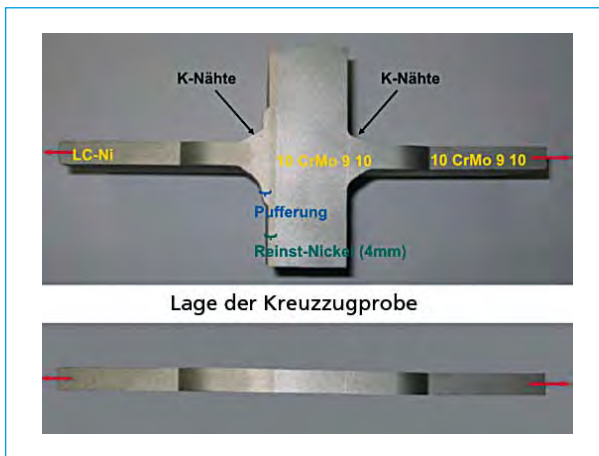 K-Nähte K-Nähte
LC-Ni 10 CrMo 9 10 10 CrMo 9 10
Pufferung
Reinst-Nickel (4mm)
Lage der Kreuzzugprobe